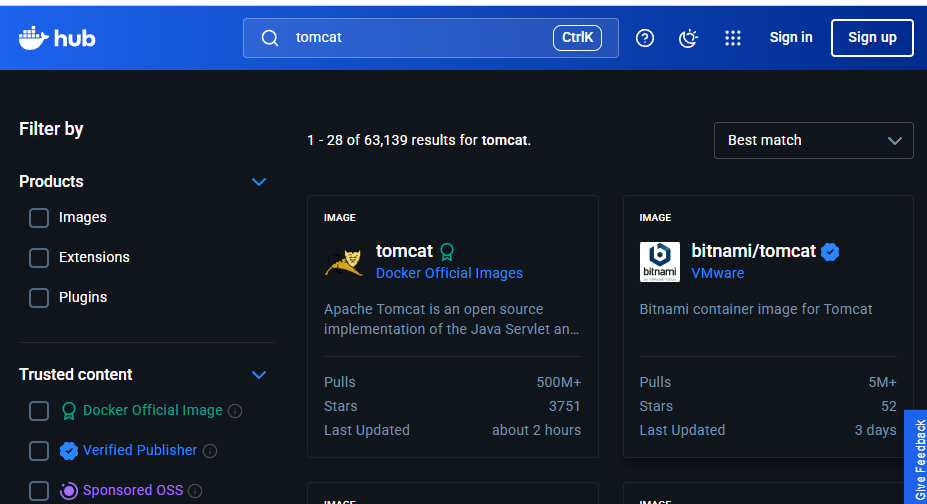 hub
tomcat
CtrlK
Sign in
Sign up
Filter by
Products
Images
Extensions
Plugins
Trusted content
Docker Official Image
Verified Publisher
Sponsored OSS
1 - 28 of 63,139 results for tomcat.
Best match
IMAGE
tomcat
Docker Official Images
Apache Tomcat is an open source
implementation of the Java Servlet an...
Pulls 500M+
Stars 3751
Last Updated about 2 hours
IMAGE
bitnami
bitnami/tomcat
VMware
Bitnami container image for Tomcat
Pulls 5M+
Stars 52
Last Updated 3 days
IMAGE
IMAGE
Give Feedback